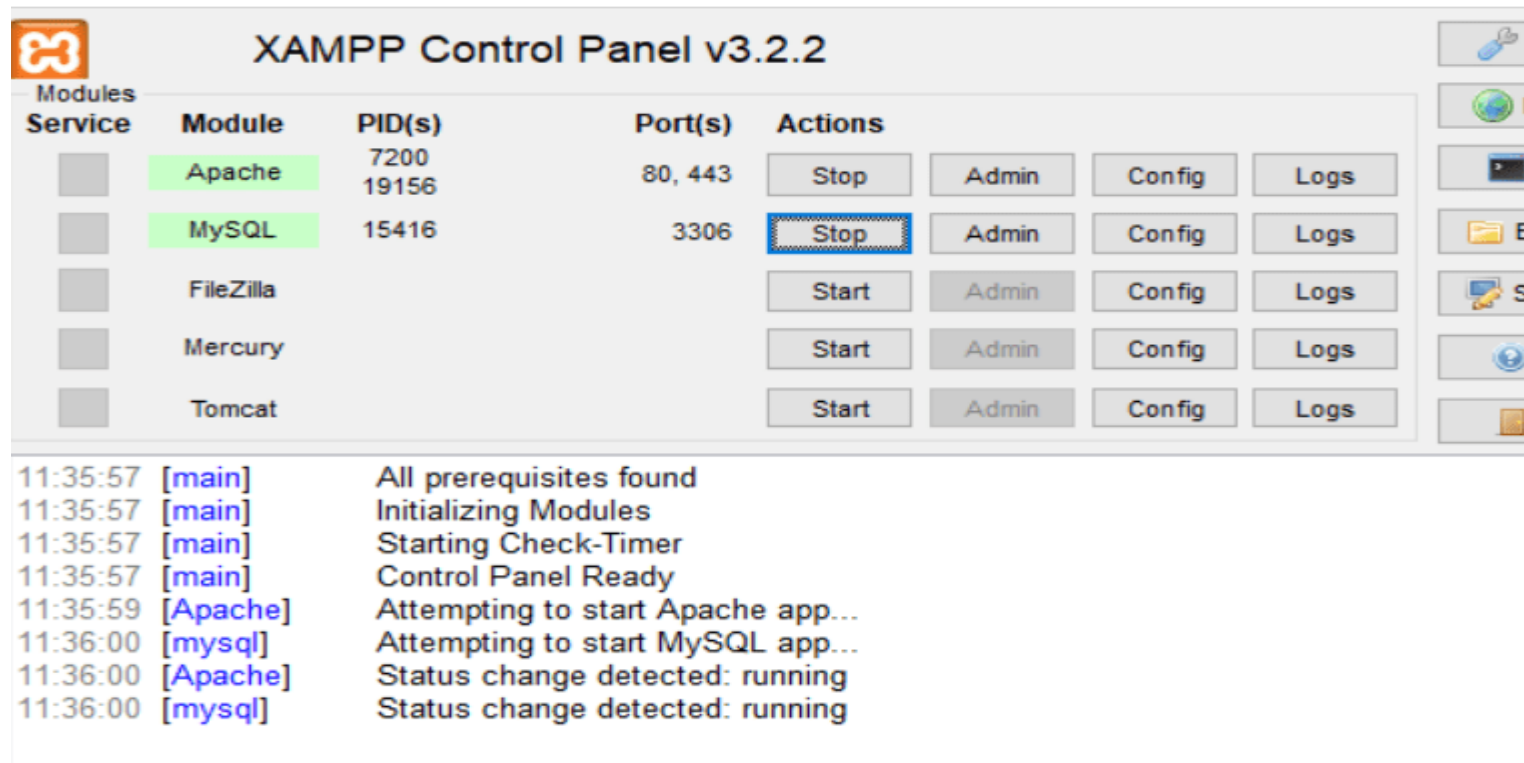 XAMPP Control Panel v3.2.2
Modules
Service Module PID(s) Port(s) Actions
Apache 7200 19156 80, 443 Stop Admin Config Logs
MySQL 15416 3306 Stop Admin Config Logs
FileZilla Start Admin Config Logs
Mercury Start Admin Config Logs
Tomcat Start Admin Config Logs
11:35:57 [main] All prerequisites found
11:35:57 [main] Initializing Modules
11:35:57 [main] Starting Check-Timer
11:35:57 [main] Control Panel Ready
11:35:59 [Apache] Attempting to start Apache app...
11:36:00 [mysql] Attempting to start MySQL app...
11:36:00 [Apache] Status change detected: running
11:36:00 [mysql] Status change detected: running